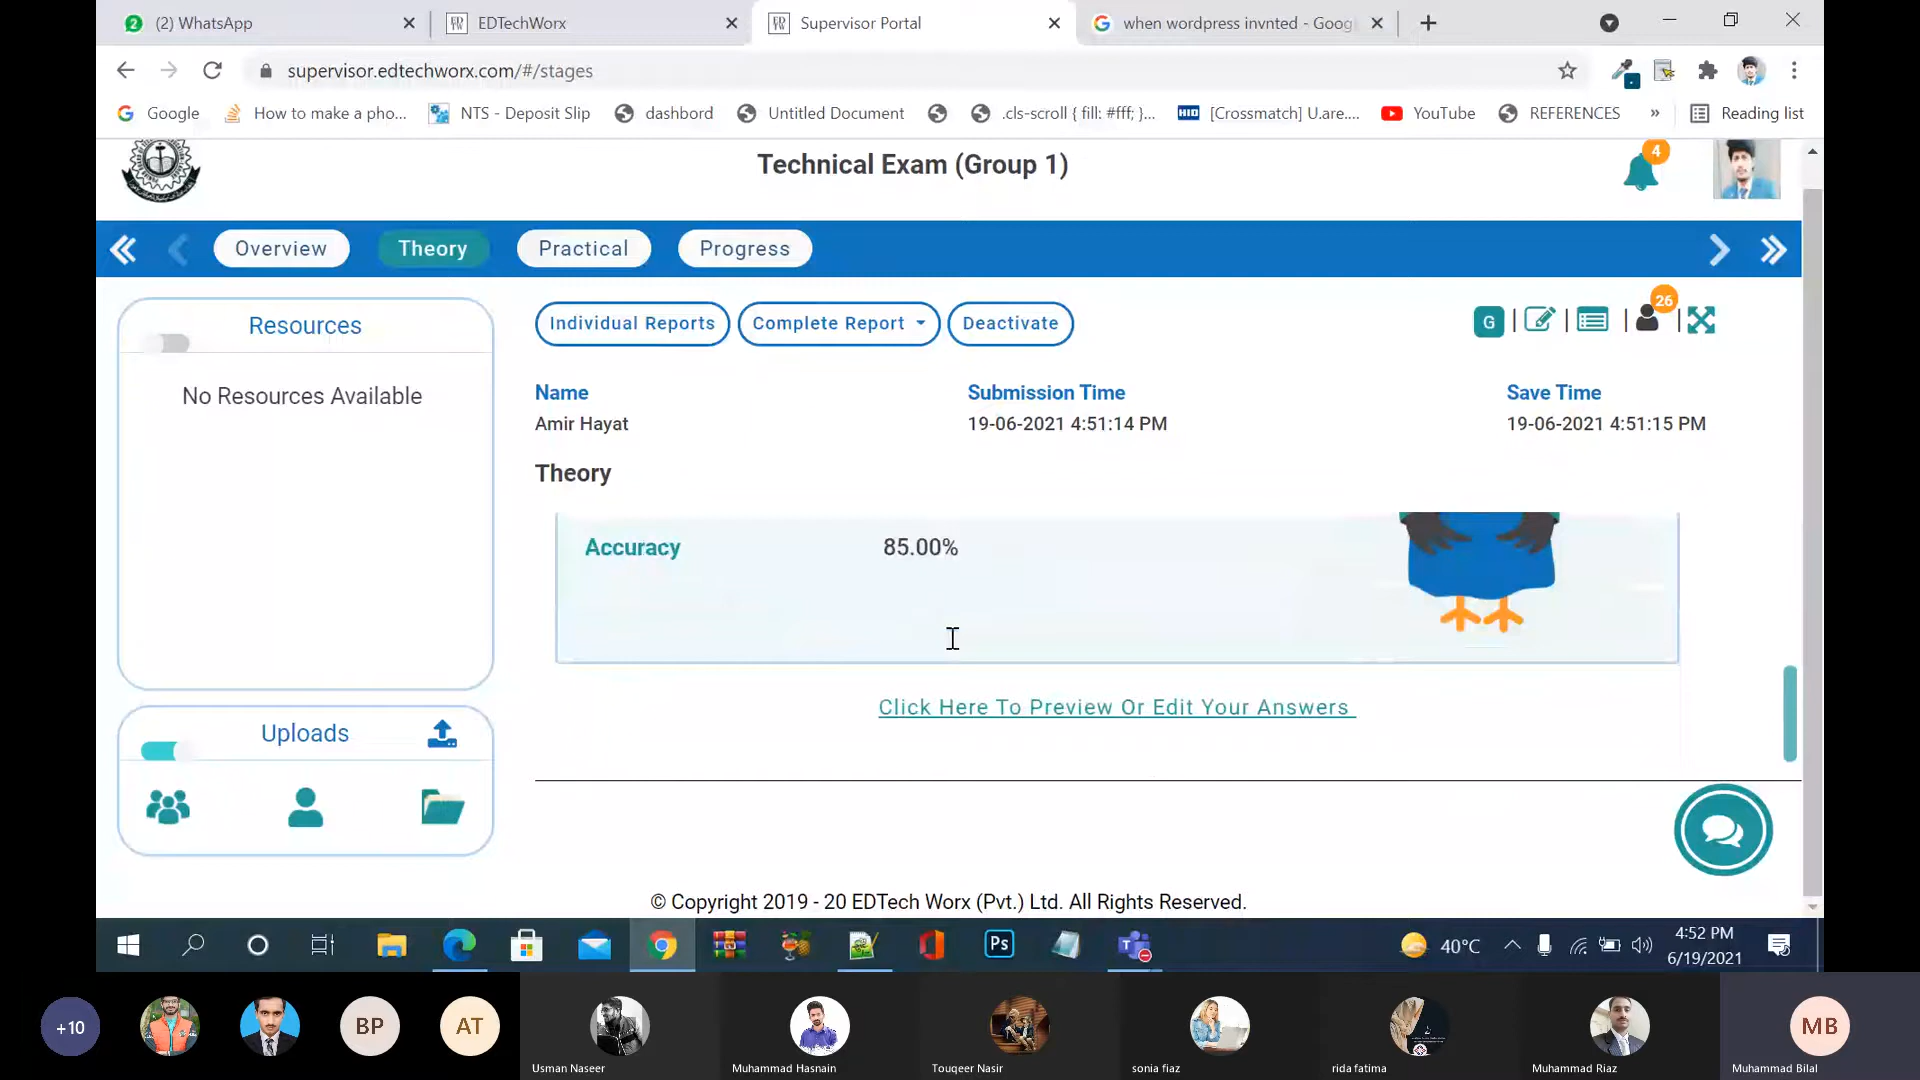 (2) WhatsApp
EDTechWorx
Supervisor Portal
when wordpress invnted - Goog
supervisor.edtechworx.com/#/stages
Google
How to make a pho...
NTS - Deposit Slip
dashbord
Untitled Document
.cls-scroll { fill: #fff; }...
HID
[Crossmatch] U.are....
YouTube
REFERENCES
»
Reading list
Technical Exam (Group 1)
4
Overview
Theory
Practical
Progress
Resources
No Resources Available
Individual Reports
Complete Report
Deactivate
G
26
Name
Submission Time
Save Time
Amir Hayat
19-06-2021 4:51:14 PM
19-06-2021 4:51:15 PM
Theory
Accuracy
85.00%
Click Here To Preview Or Edit Your Answers
Uploads
© Copyright 2019 - 20 EDTech Worx (Pvt.) Ltd. All Rights Reserved.
Ps
40°C
4:52 PM
6/19/2021
+10
BP
AT
MB
Usman Naseer
Muhammad Hasnain
Touqeer Nasir
sonia fiaz
rida fatima
Muhammad Riaz
Muhammad Bilal